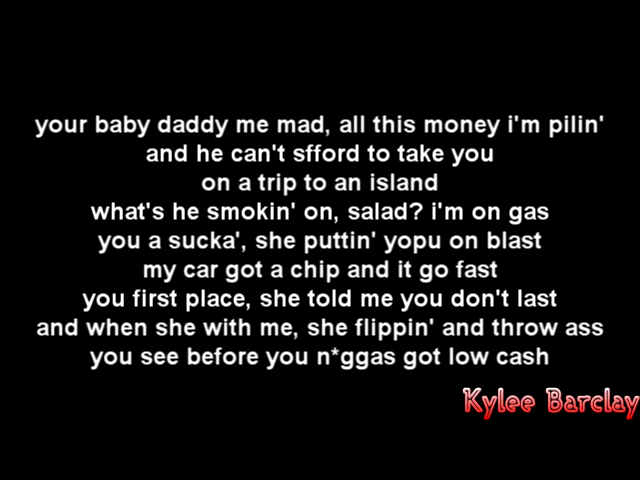 your baby daddy me mad, all this money i'm pilin'
and he can't sfford to take you
on a trip to an island
what's he smokin' on, salad? i'm on gas
you a sucka', she puttin' yopu on blast
my car got a chip and it go fast
you first place, she told me you don't last
and when she with me, she flippin' and throw ass
you see before you n*ggas got low cash
Kylee Barclay